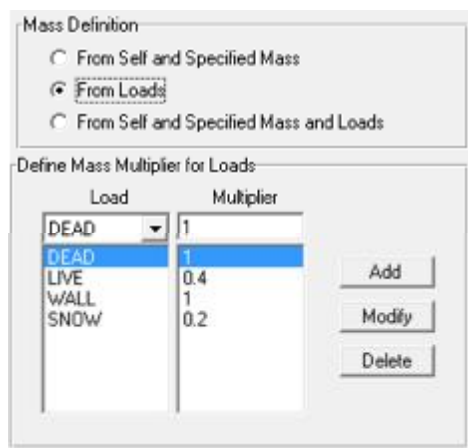 Mass Definition
From Self and Specified Mass
From Loads
From Self and Specified Mass and Loads
Define Mass Multiplier for Loads
Load Multiplier
DEAD 1
DEAD 1
LIVE 0.4
WALL 1
SNOW 0.2
Add
Modify
Delete